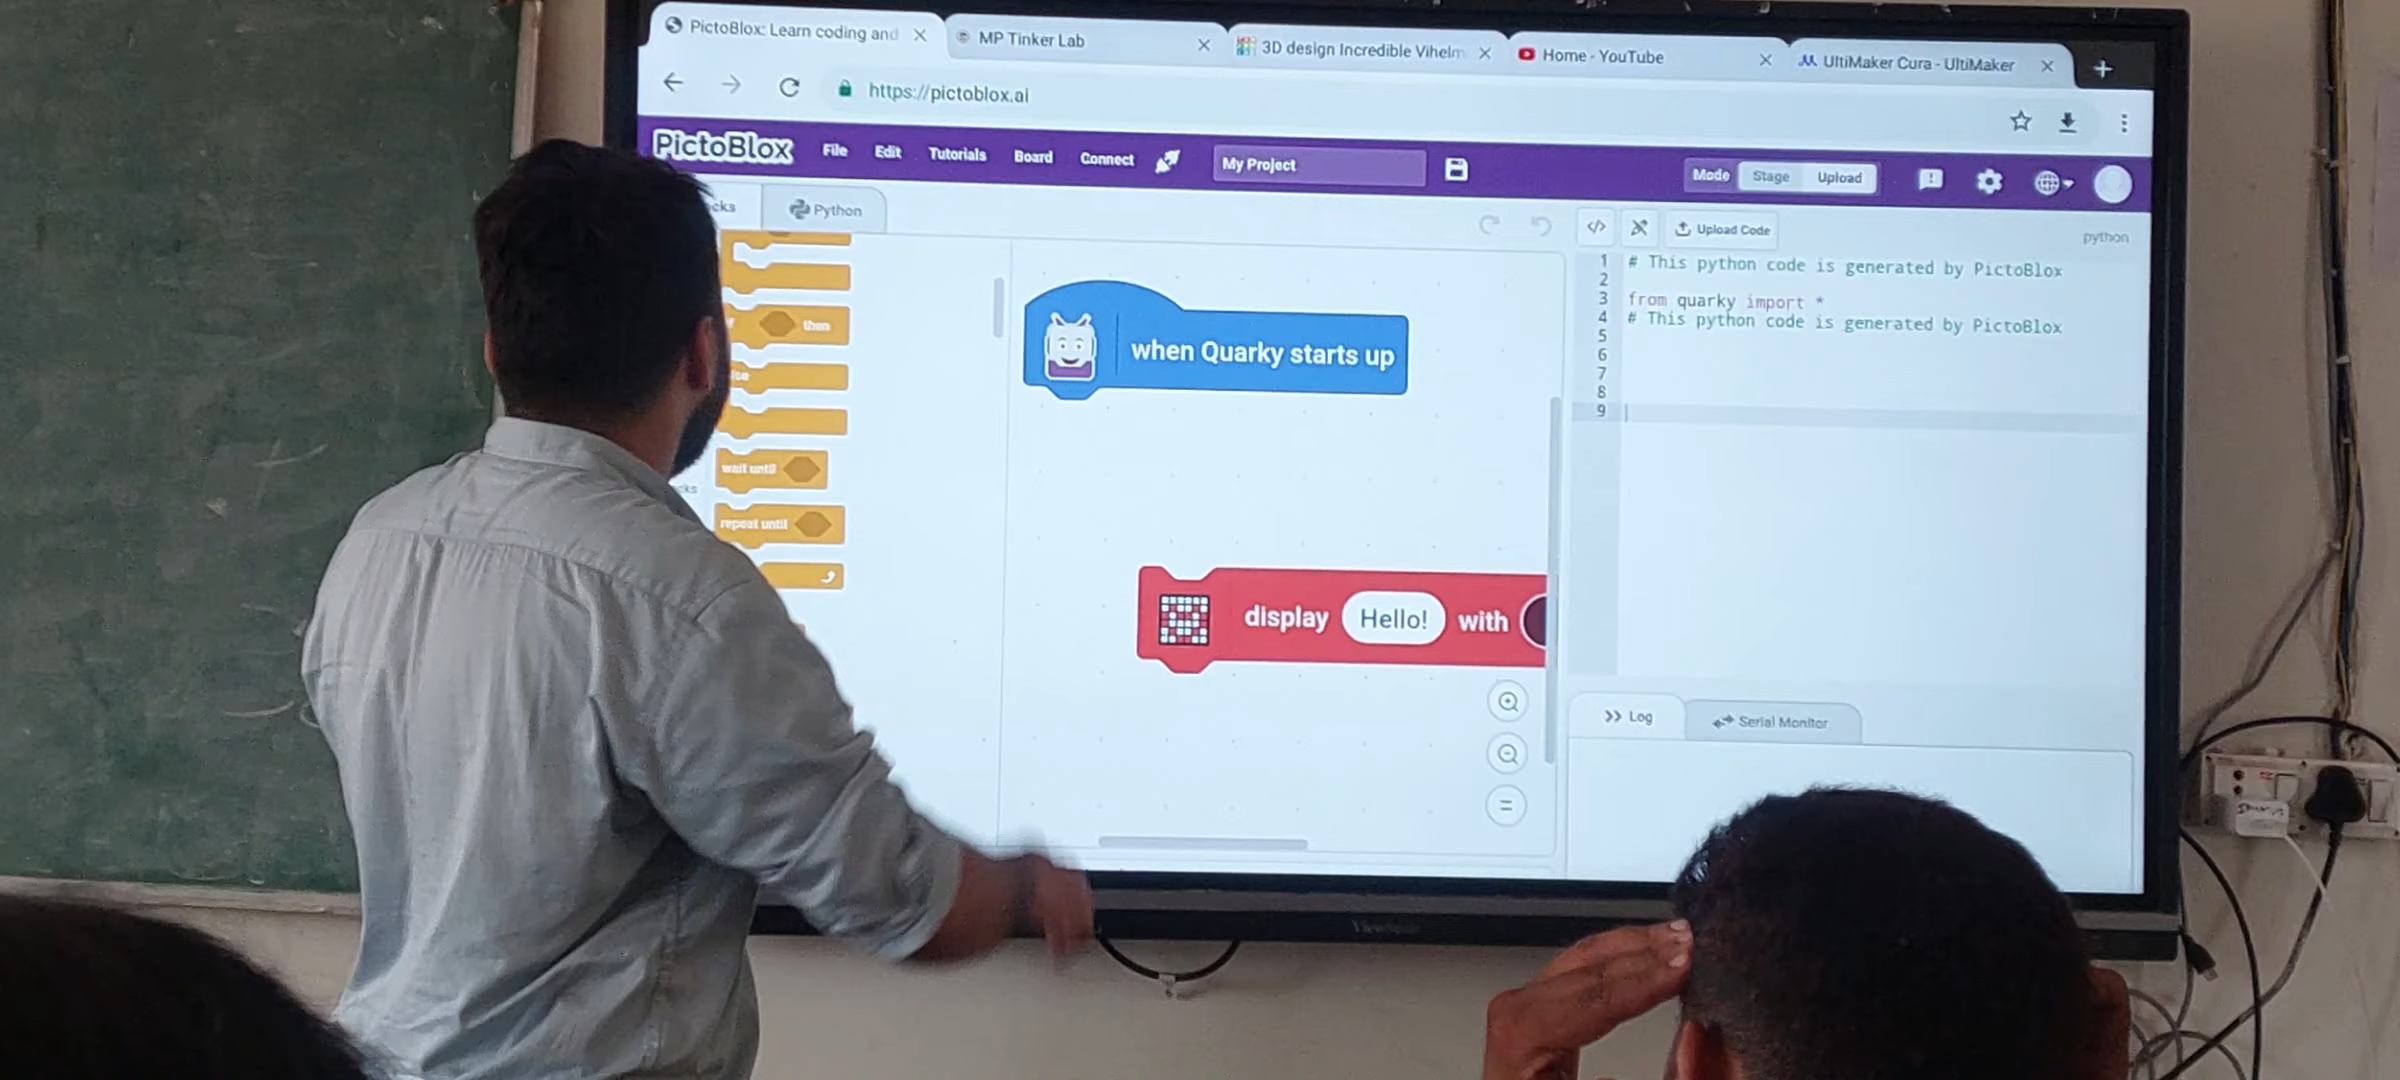 PictoBlox: Learn coding and
MP Tinker Lab
3D design Incredible Vihelm
Home - YouTube
UltiMaker Cura - UltiMaker
https://pictoblox.ai
PictoBlox
File
Edit
Tutorials
Board
Connect
My Project
Mode
Stage
Upload
cks
Python
Upload Code
python
1 # This python code is generated by PictoBlox
2
3 from quarky import *
4 # This python code is generated by PictoBlox
5
6
7
8
9
then
wait until
cks
repeat until
when Quarky starts up
display Hello! with
Log
Serial Monitor